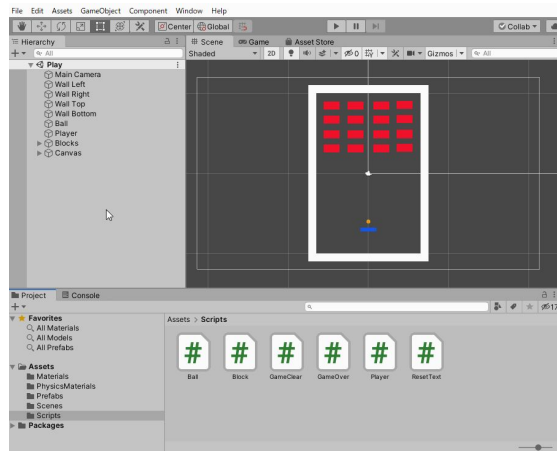 File Edit Assets GameObject Component Window Help
Center Global Collab
Hierarchy
All
Play
Main Camera
Wall Left
Wall Right
Wall Top
Wall Bottom
Ball
Player
Blocks
Canvas
Scene Game Asset Store
Shaded 2D 0 Gizmos All
Project Console
17
Favorites
All Materials
All Models
All Prefabs
Assets
Materials
PhysicsMaterials
Prefabs
Scenes
Scripts
Packages
Assets > Scripts
# # # # # #
Ball Block GameClear GameOver Player ResetText